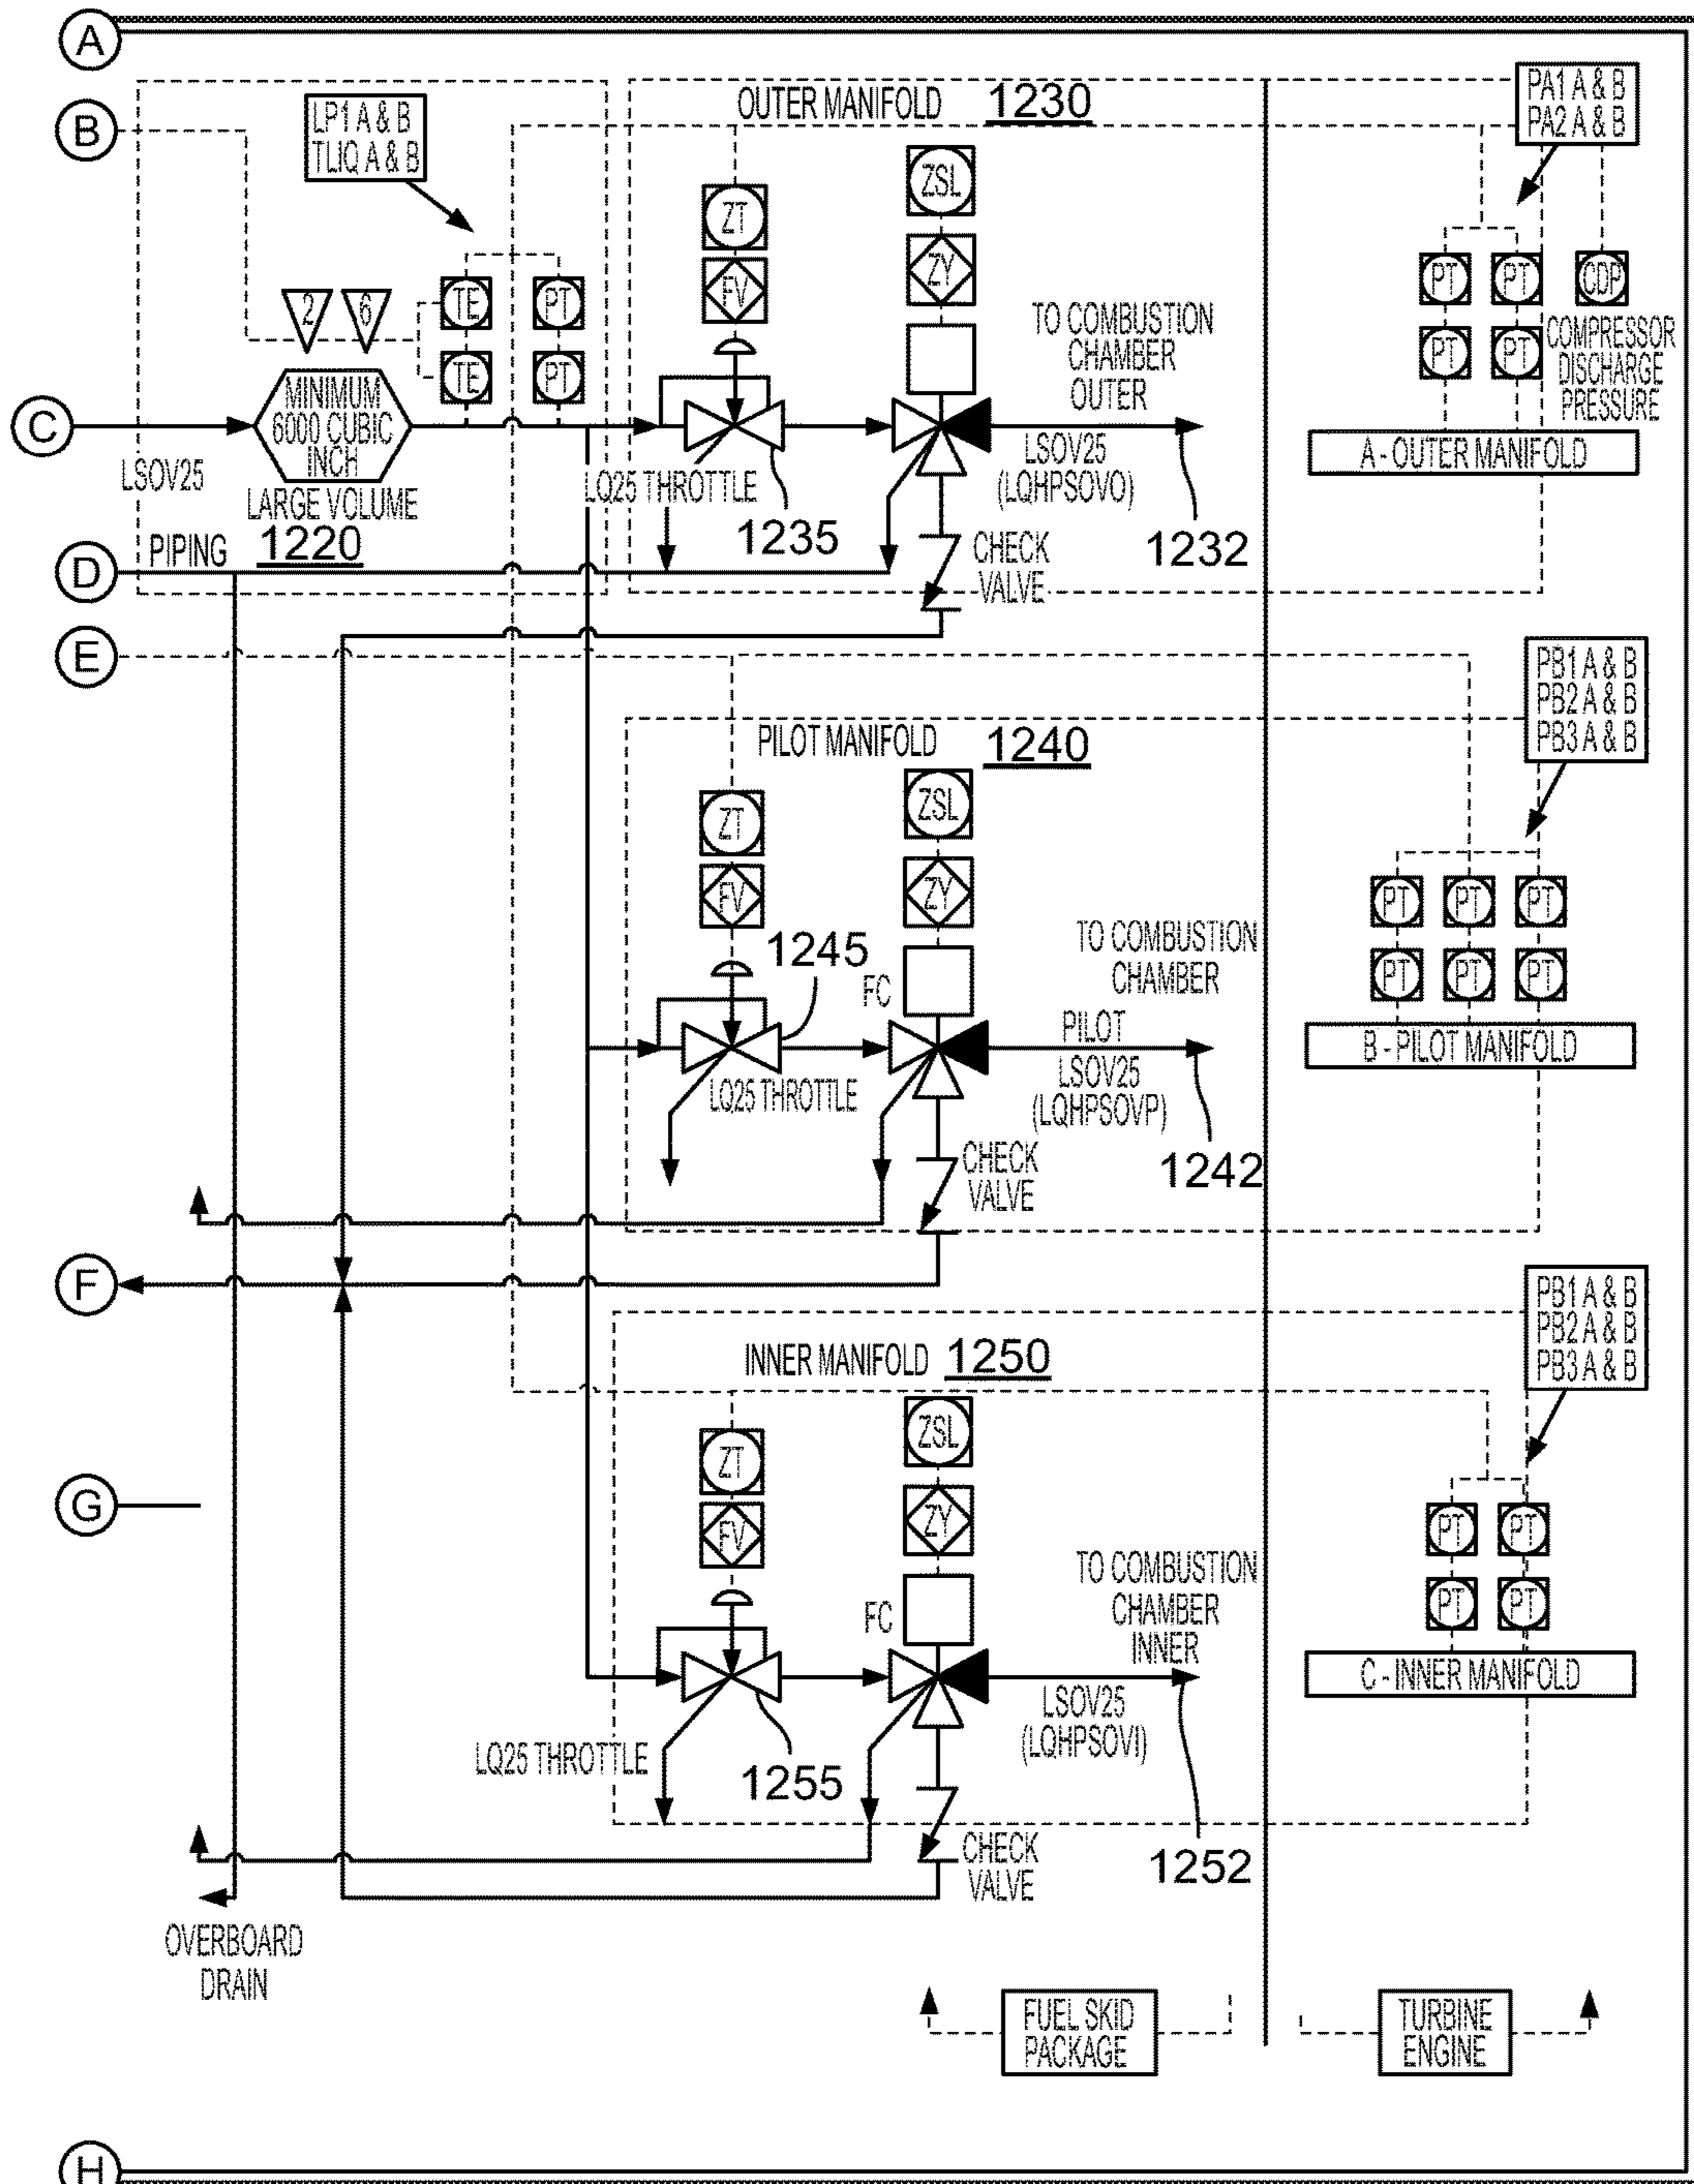 A
B
LP1 A & B
TLIQ A & B
OUTER MANIFOLD 1230
PA1 A & B
PA2 A & B
ZT
ZSL
FV
ZY
2
6
TE
PT
TE
PT
PT
PT
CDP
PT
PT
COMPRESSOR
DISCHARGE
PRESSURE
TO COMBUSTION
CHAMBER
OUTER
C
MINIMUM
6000 CUBIC
INCH
LSOV25
LARGE VOLUME
PIPING 1220
LQ25 THROTTLE
1235
LSOV25
(LQHPSOVO)
1232
A - OUTER MANIFOLD
D
CHECK
VALVE
E
PB1 A & B
PB2 A & B
PB3 A & B
PILOT MANIFOLD 1240
ZT
ZSL
FV
ZY
1245
FC
TO COMBUSTION
CHAMBER
PT
PT
PT
PT
PT
PT
PILOT
LSOV25
(LQHPSOVP)
B - PILOT MANIFOLD
LQ25 THROTTLE
1242
CHECK
VALVE
F
PB1 A & B
PB2 A & B
PB3 A & B
INNER MANIFOLD 1250
ZT
ZSL
FV
ZY
G
PT
PT
PT
PT
FC
TO COMBUSTION
CHAMBER
INNER
LSOV25
(LQHPSOVI)
C - INNER MANIFOLD
LQ25 THROTTLE
1255
1252
CHECK
VALVE
OVERBOARD
DRAIN
FUEL SKID
PACKAGE
TURBINE
ENGINE
H